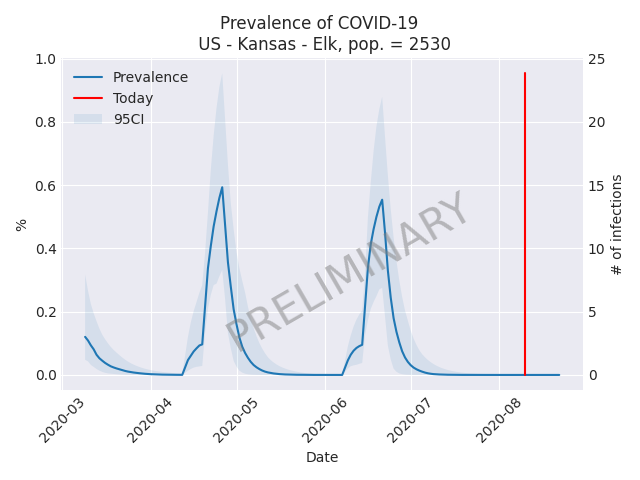 Prevalence of COVID-19
US - Kansas - Elk, pop. = 2530
Prevalence
Today
95CI
1.0
0.8
0.6
0.4
0.2
0.0
%
25
20
15
10
5
0
# of infections
PRELIMINARY
2020-03
2020-04
2020-05
2020-06
2020-07
2020-08
Date